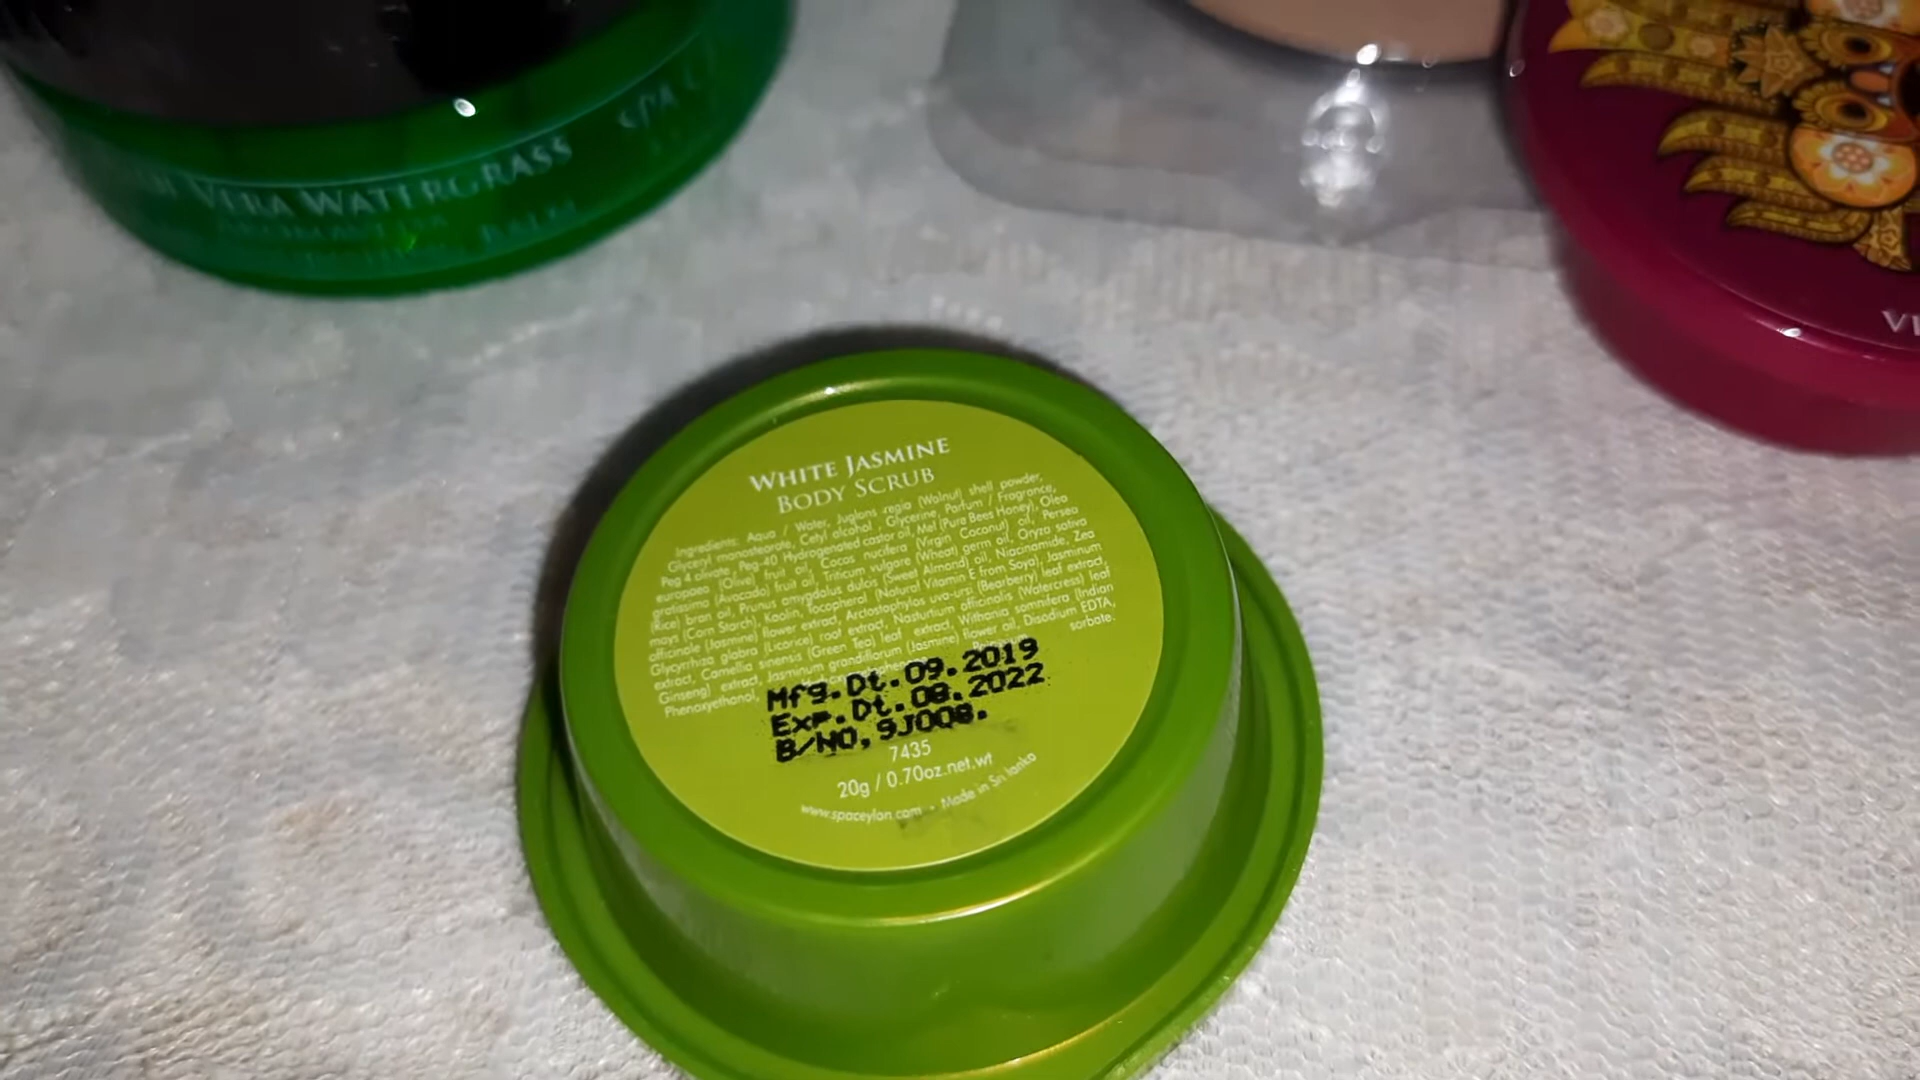 VERA WATERGRASS
SPA
WHITE JASMINE
BODY SCRUB
Ingredients: Aqua / Water, Juglans regia (Walnut) shell powder,
Glyceryl monostearate, Cetyl alcohol, Glycerine, Parfum / Fragrance,
Peg 4 olivate, Peg-40 Hydrogenated castor oil, Mel (Pure Bees Honey), Olea
europaea (Olive) fruit oil, Cocos nucifera (Virgin Coconut) oil, Persea
gratissima (Avocado) fruit oil, Triticum vulgare (Wheat) germ oil, Oryza sativa
(Rice) bran oil, Prunus amygdalus dulcis (Sweet Almond) oil, Niacinamide, Zea
mays (Corn Starch), Kaolin, Tocopherol (Natural Vitamin E from Soya), Jasminum
officinale (Jasmine) flower extract, Arctostaphylos uva-ursi (Bearberry) leaf extract,
Glycyrrhiza glabra (Licorice) root extract, Nasturtium officinalis (Watercress) leaf
extract, Camellia sinensis (Green Tea) leaf extract, Withania somnifera (Indian
Ginseng) extract, Jasminum grandiflorum (Jasmine) flower oil, Disodium EDTA,
Phenoxyethanol, sorbate.
Mfg.Dt.09.2019
Exp.Dt.08.2022
B/NO,9J008.
7435
20g / 0.70oz.net.wt
www.spaceylon.com • Made in Sri lanka
VI